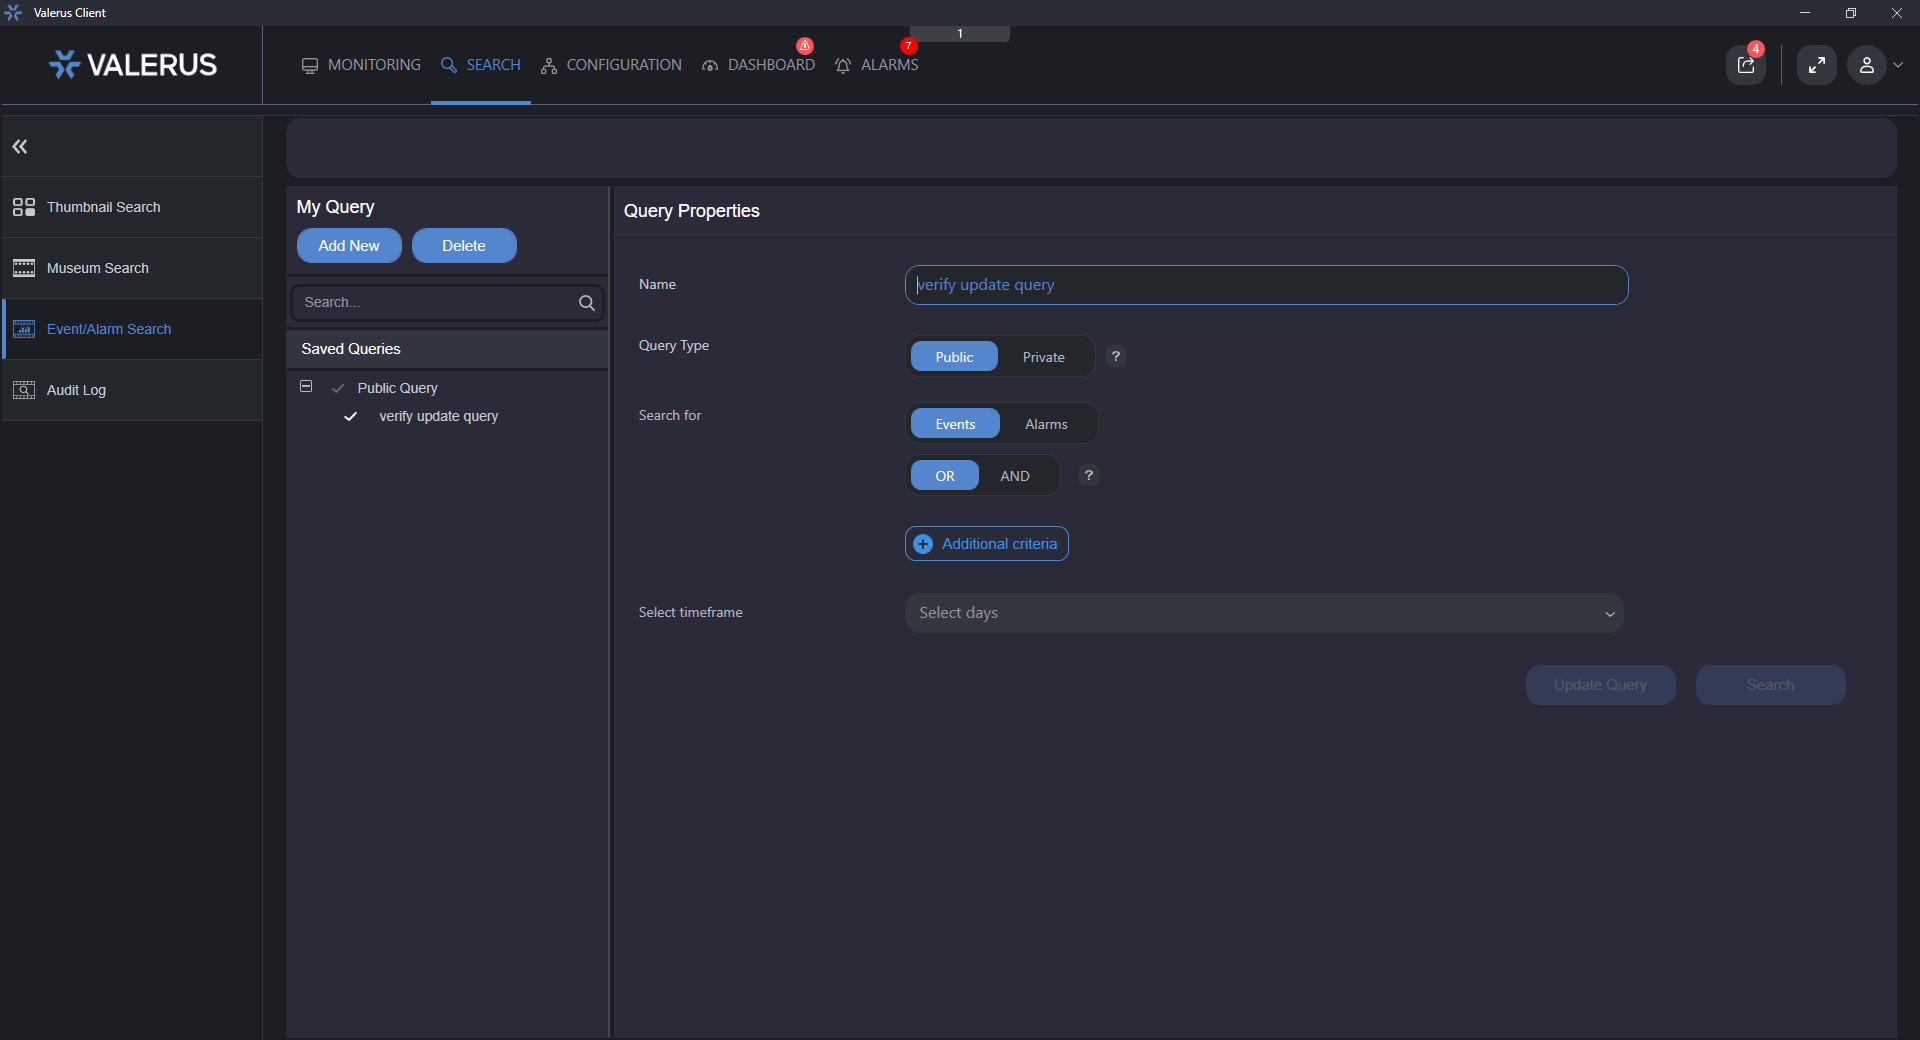 Valerus Client
1
VALERUS
MONITORING
SEARCH
CONFIGURATION
DASHBOARD
7
ALARMS
4
Thumbnail Search
Museum Search
Event/Alarm Search
Audit Log
My Query
Add New
Delete
Search...
Saved Queries
Public Query
verify update query
Query Properties
Name
verify update query
Query Type
Public
Private
?
Search for
Events
Alarms
OR
AND
?
Additional criteria
Select timeframe
Select days
Update Query
Search